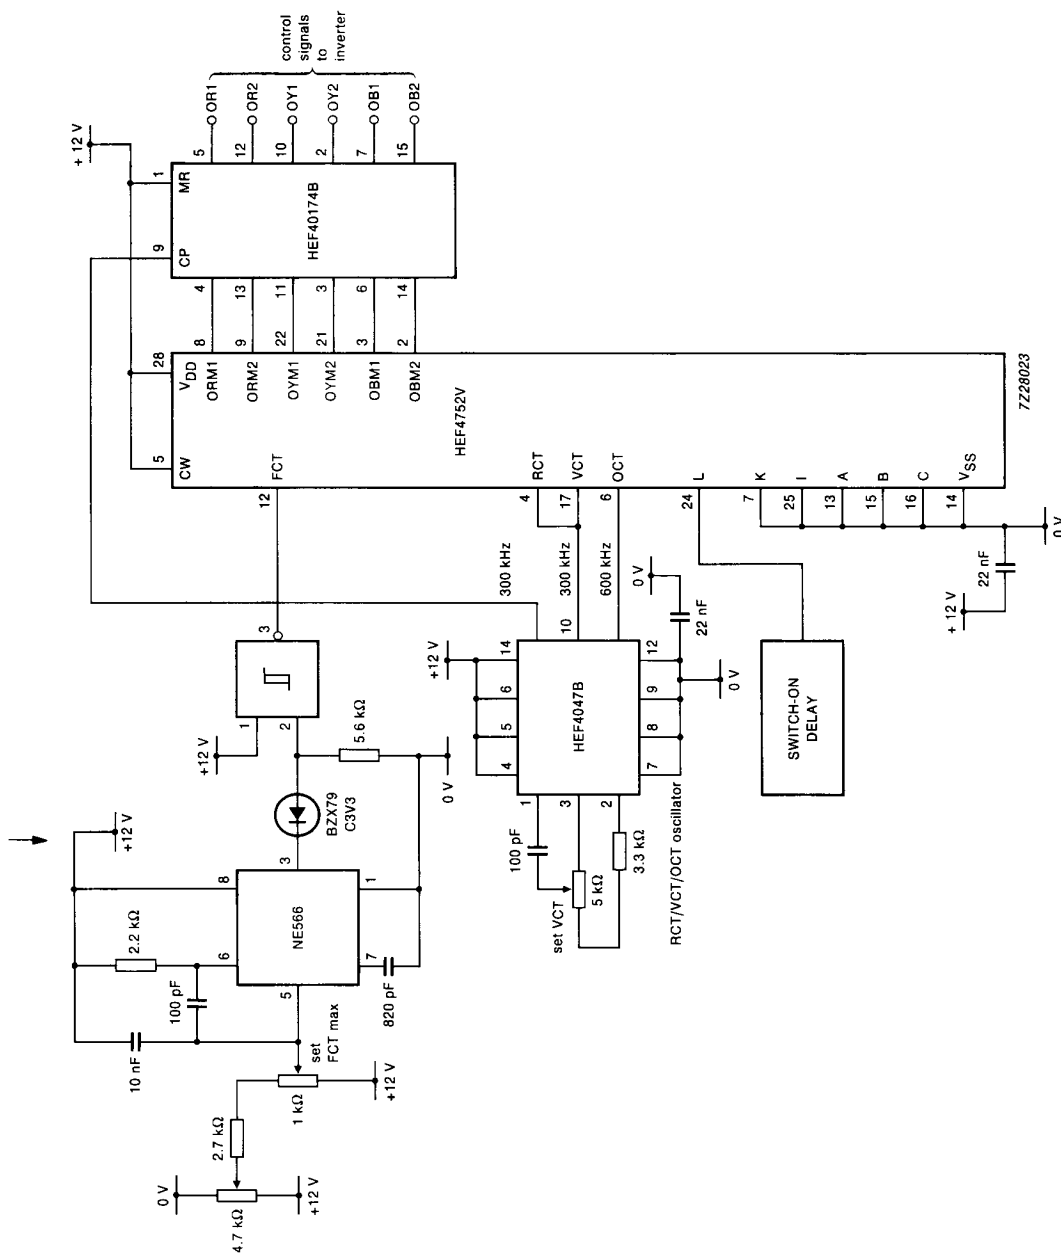 control
signals
to
inverter
OR1
OR2
OY1
OY2
OB1
OB2
5
12
10
2
7
15
+ 12 V
1
MR
9
CP
HEF40174B
4
13
11
3
6
14
8
9
22
21
3
2
28
VDD
ORM1
ORM2
OYM1
OYM2
OBM1
OBM2
HEF4752V
7Z28023
5
CW
FCT
12
RCT
VCT
OCT
L
K
I
A
B
C
VSS
4
17
6
24
7
25
13
15
16
14
0 V
22 nF
+ 12 V
300 kHz
300 kHz
600 kHz
0 V
22 nF
0 V
3
1
2
+12 V
5.6 kΩ
0 V
BZX79
C3V3
+12 V
14
6
5
4
10
HEF4047B
12
9
8
7
1
3
2
100 pF
set VCT
5 kΩ
3.3 kΩ
RCT/VCT/OCT oscillator
SWITCH-ON
DELAY
+12 V
3
8
6
NE566
1
7
5
2.2 kΩ
100 pF
10 nF
820 pF
set
FCT max
1 kΩ
+12 V
2.7 kΩ
0 V
4.7 kΩ
+12 V